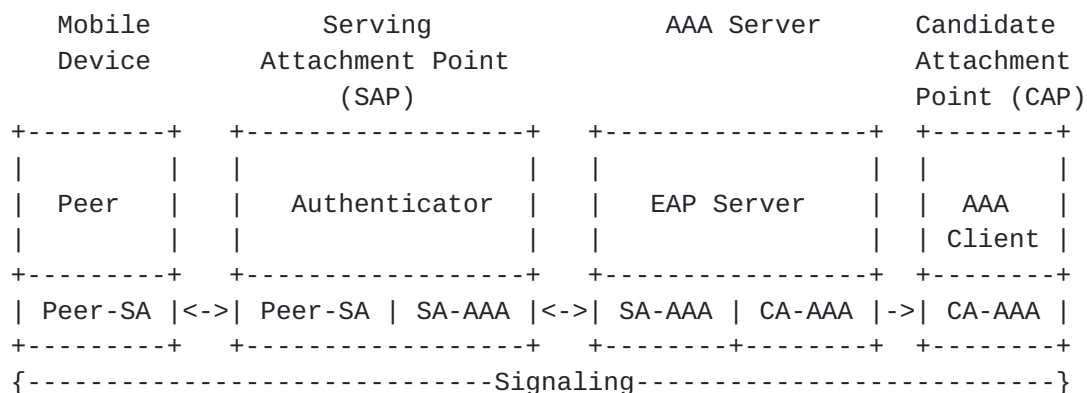 Mobile           Serving               AAA Server      Candidate
   Device       Attachment Point                          Attachment
                     (SAP)                                Point (CAP)
+---------+   +------------------+   +-----------------+  +--------+
|         |   |                  |   |                 |  |        |
|   Peer  |   |   Authenticator  |   |   EAP Server    |  |  AAA   |
|         |   |                  |   |                 |  | Client |
+---------+   +------------------+   +-----------------+  +--------+
| Peer-SA |<->| Peer-SA | SA-AAA |<->| SA-AAA | CA-AAA |->| CA-AAA |
+---------+   +------------------+   +--------+--------+  +--------+
{------------------------------Signaling---------------------------}